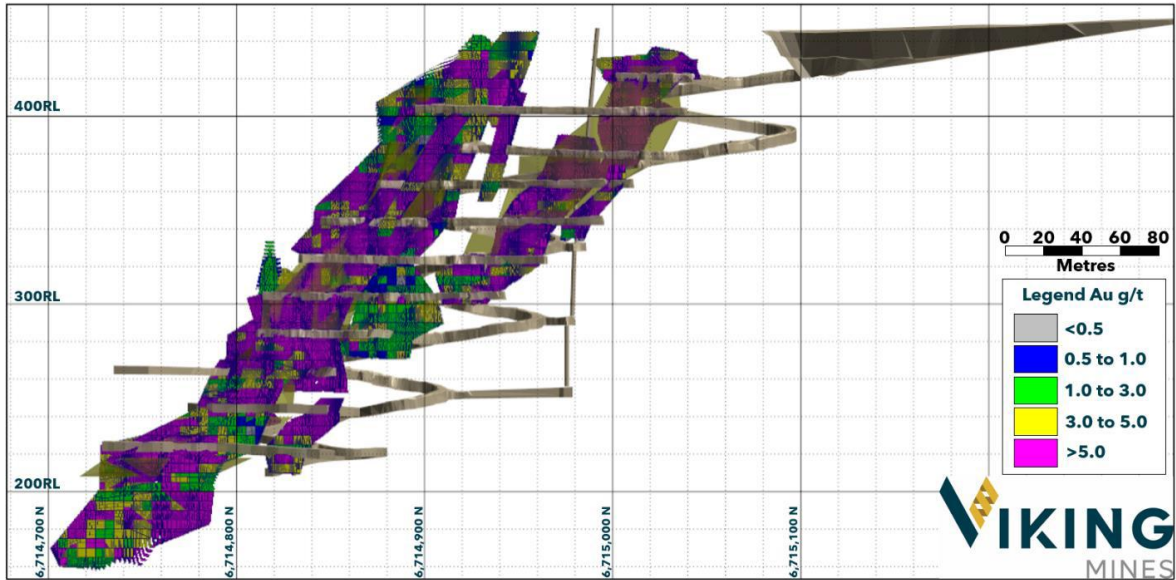 400RL
300RL
200RL
6,714,700 N
6,714,800 N
6,714,900 N
6,715,000 N
6,715,100 N
0 20 40 60 80
Metres
Legend Au g/t
<0.5
0.5 to 1.0
1.0 to 3.0
3.0 to 5.0
>5.0
VIKING
MINES